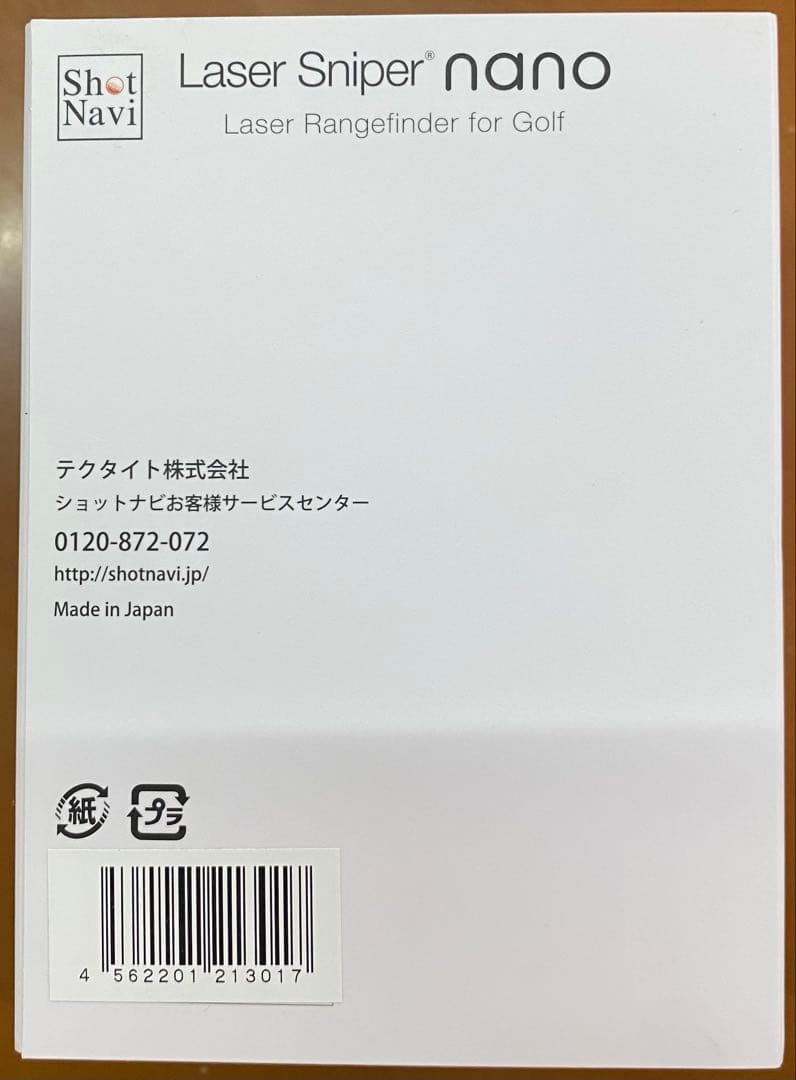 Shot
Navi
Laser Sniper® nano
Laser Rangefinder for Golf
テクタイト株式会社
ショットナビお客様サービスセンター
0120-872-072
http://shotnavi.jp/
Made in Japan
紙
プラ
4 562201 213017